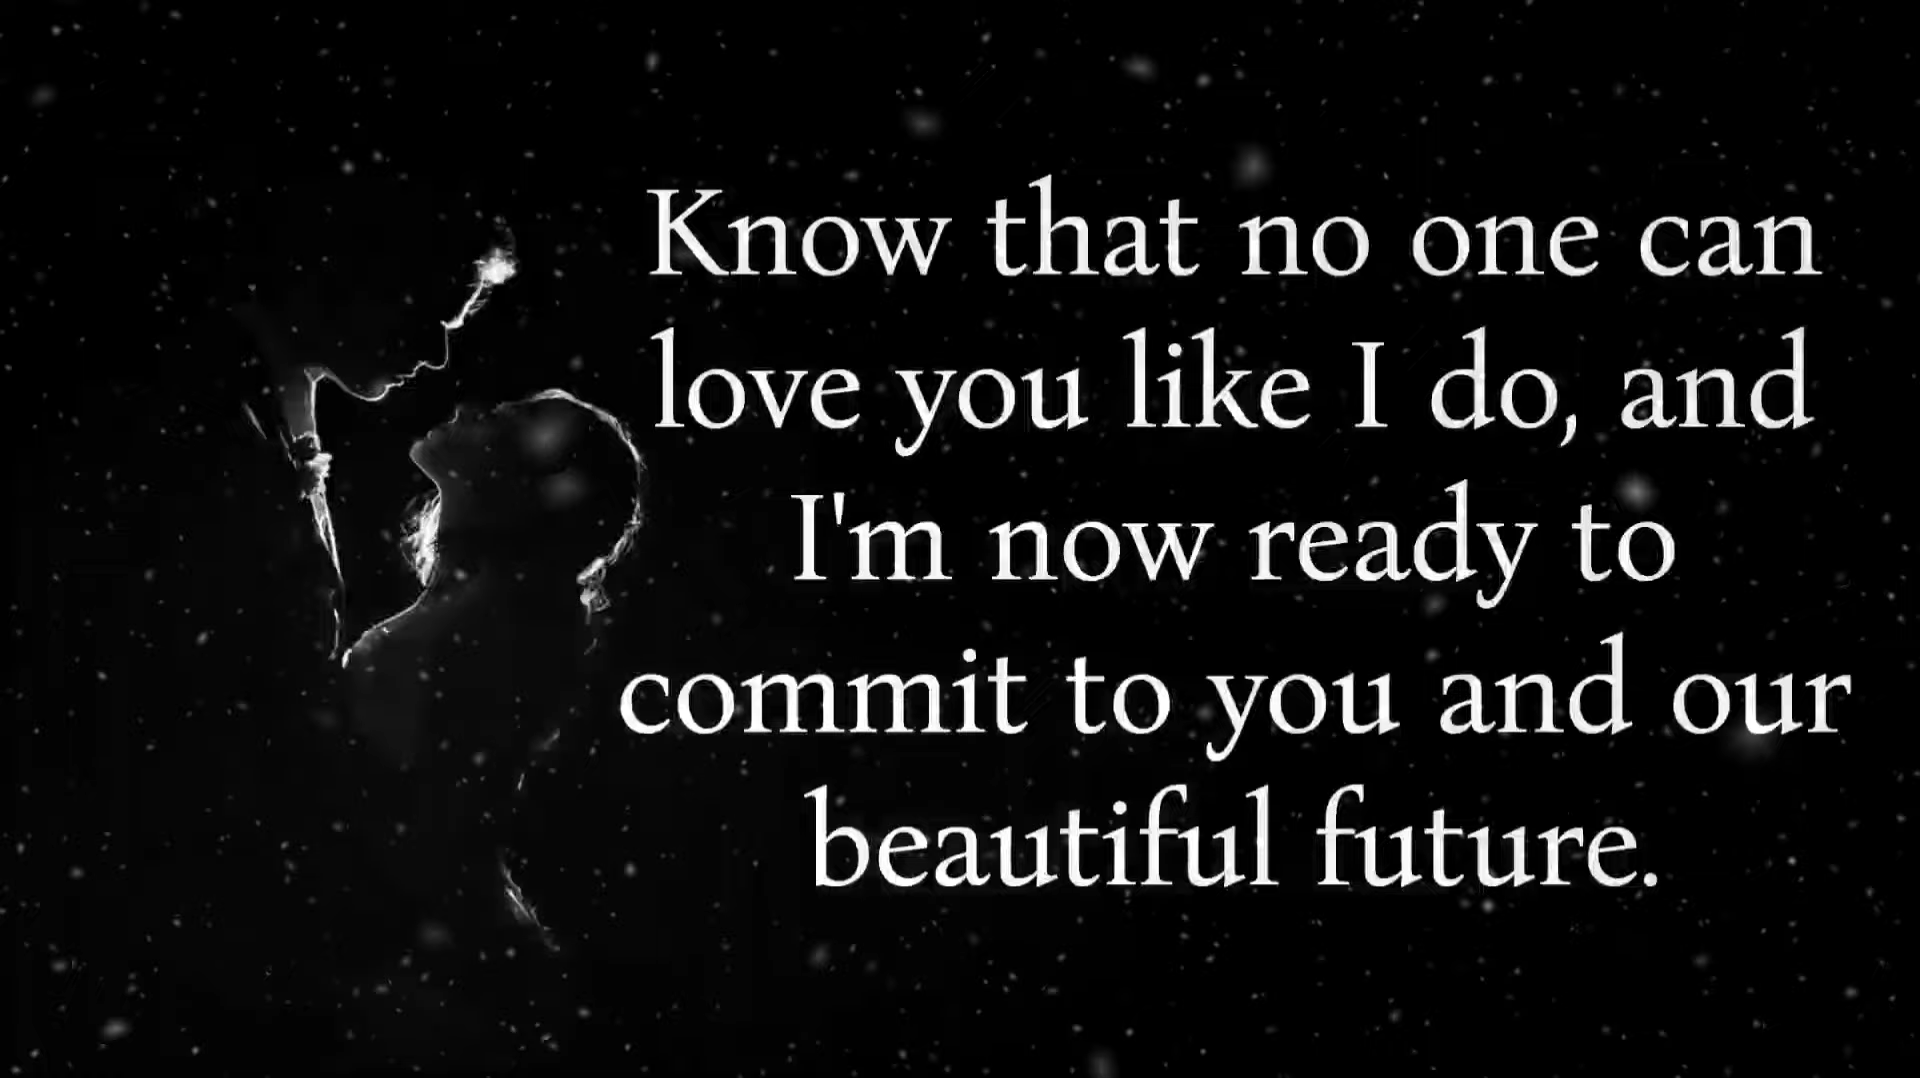 Know that no one can
love you like I do, and
I'm now ready to
commit to you and our
beautiful future.